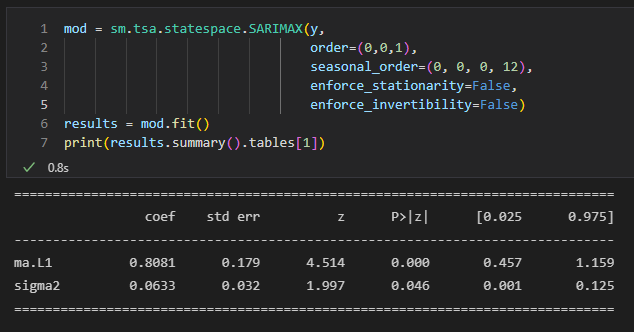 1 mod = sm.tsa.statespace.SARIMAX(y,
2 order=(0,0,1),
3 seasonal_order=(0, 0, 0, 12),
4 enforce_stationarity=False,
5 enforce_invertibility=False)
6 results = mod.fit()
7 print(results.summary().tables[1])
0.8s
==============================================================================
coef std err z P>|z| [0.025 0.975]
------------------------------------------------------------------------------
ma.L1 0.8081 0.179 4.514 0.000 0.457 1.159
sigma2 0.0633 0.032 1.997 0.046 0.001 0.125
==============================================================================